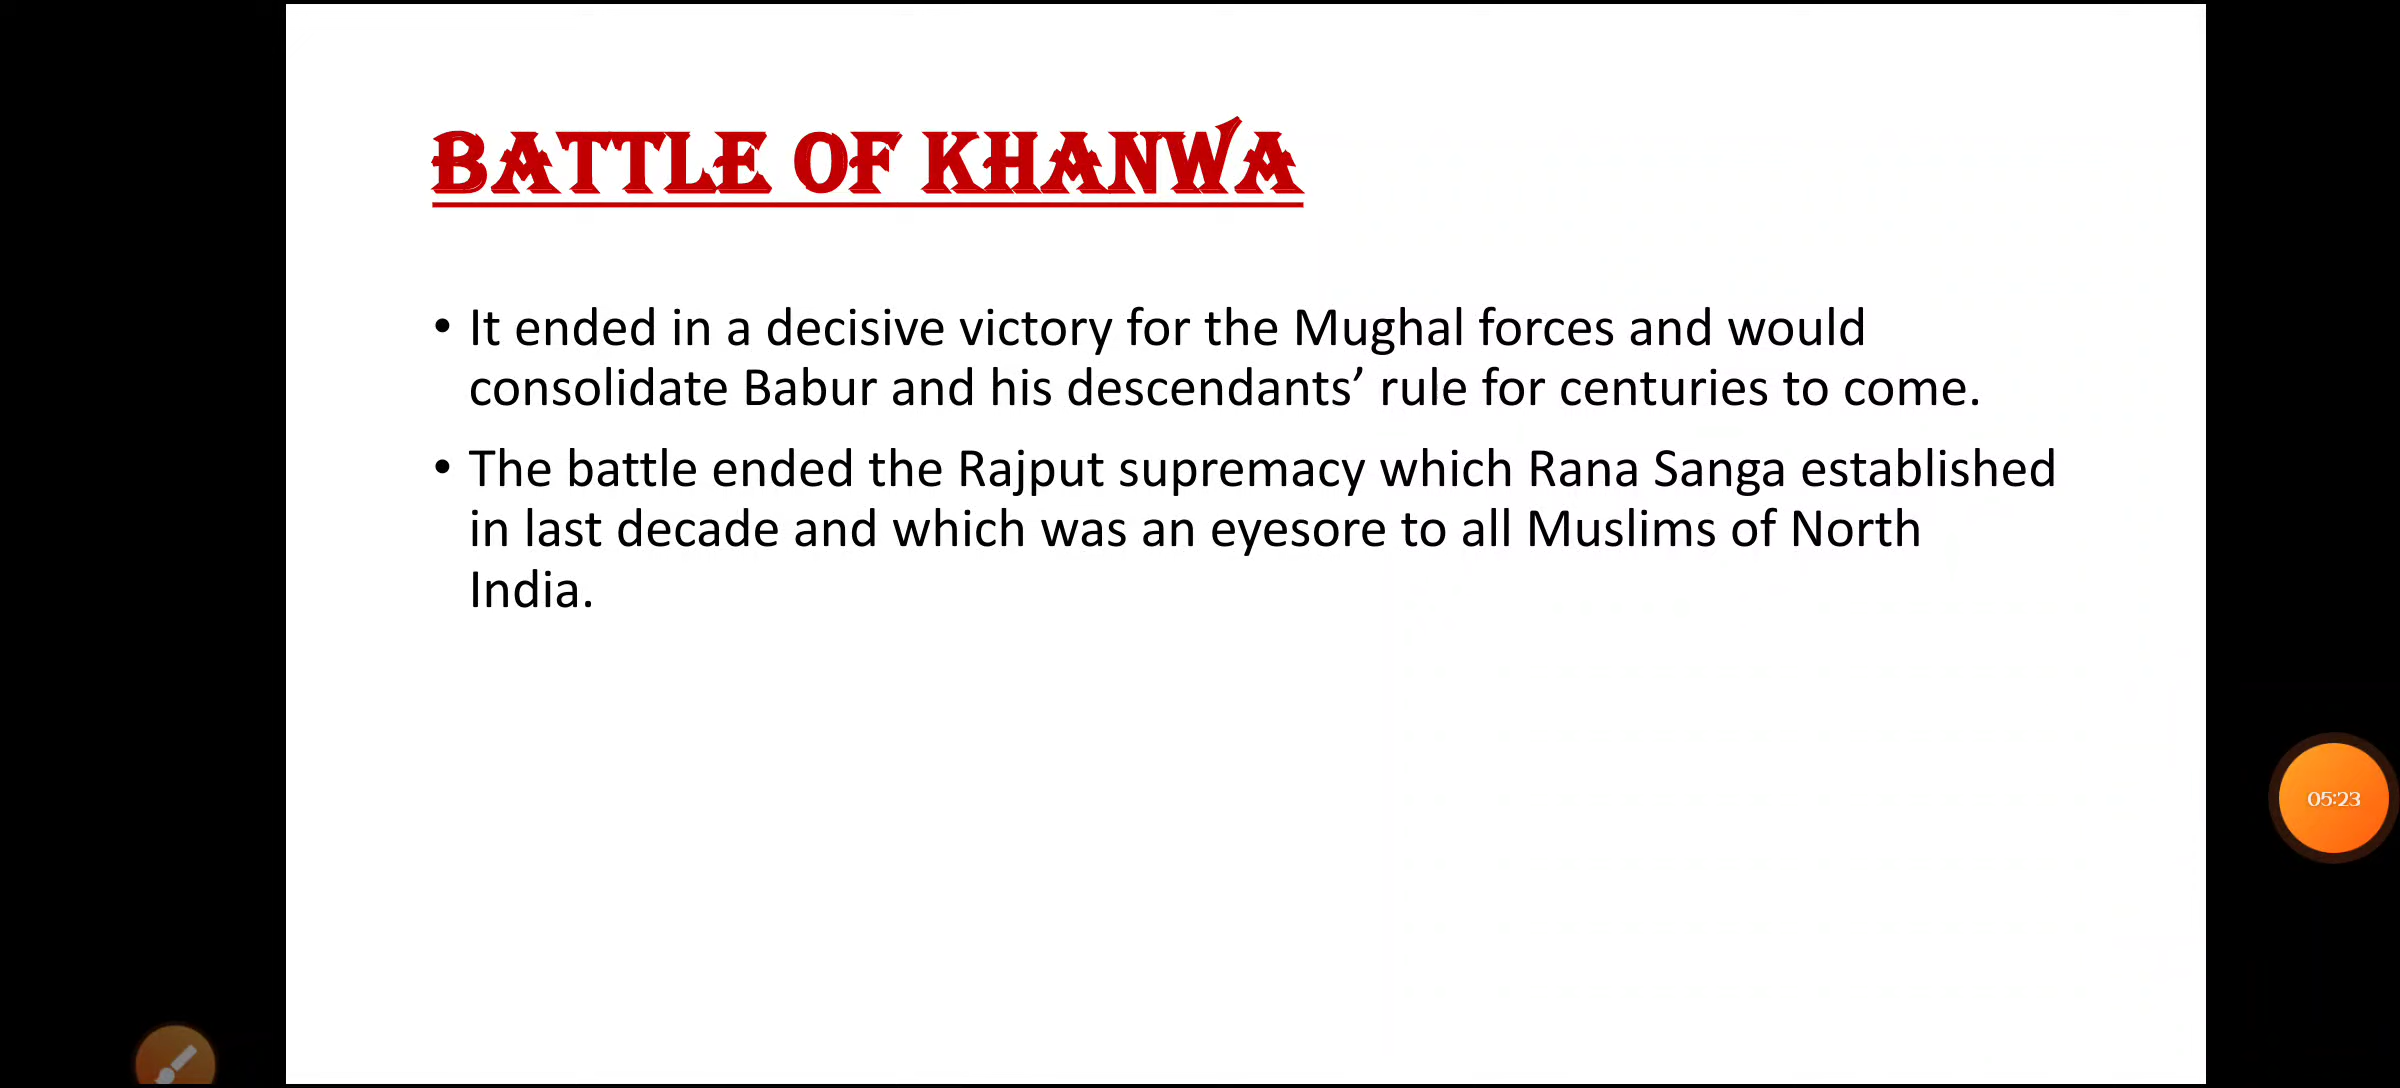 BATTLE OF KHANWA
• It ended in a decisive victory for the Mughal forces and would
consolidate Babur and his descendants’ rule for centuries to come.
• The battle ended the Rajput supremacy which Rana Sanga established
in last decade and which was an eyesore to all Muslims of North
India.
05:23